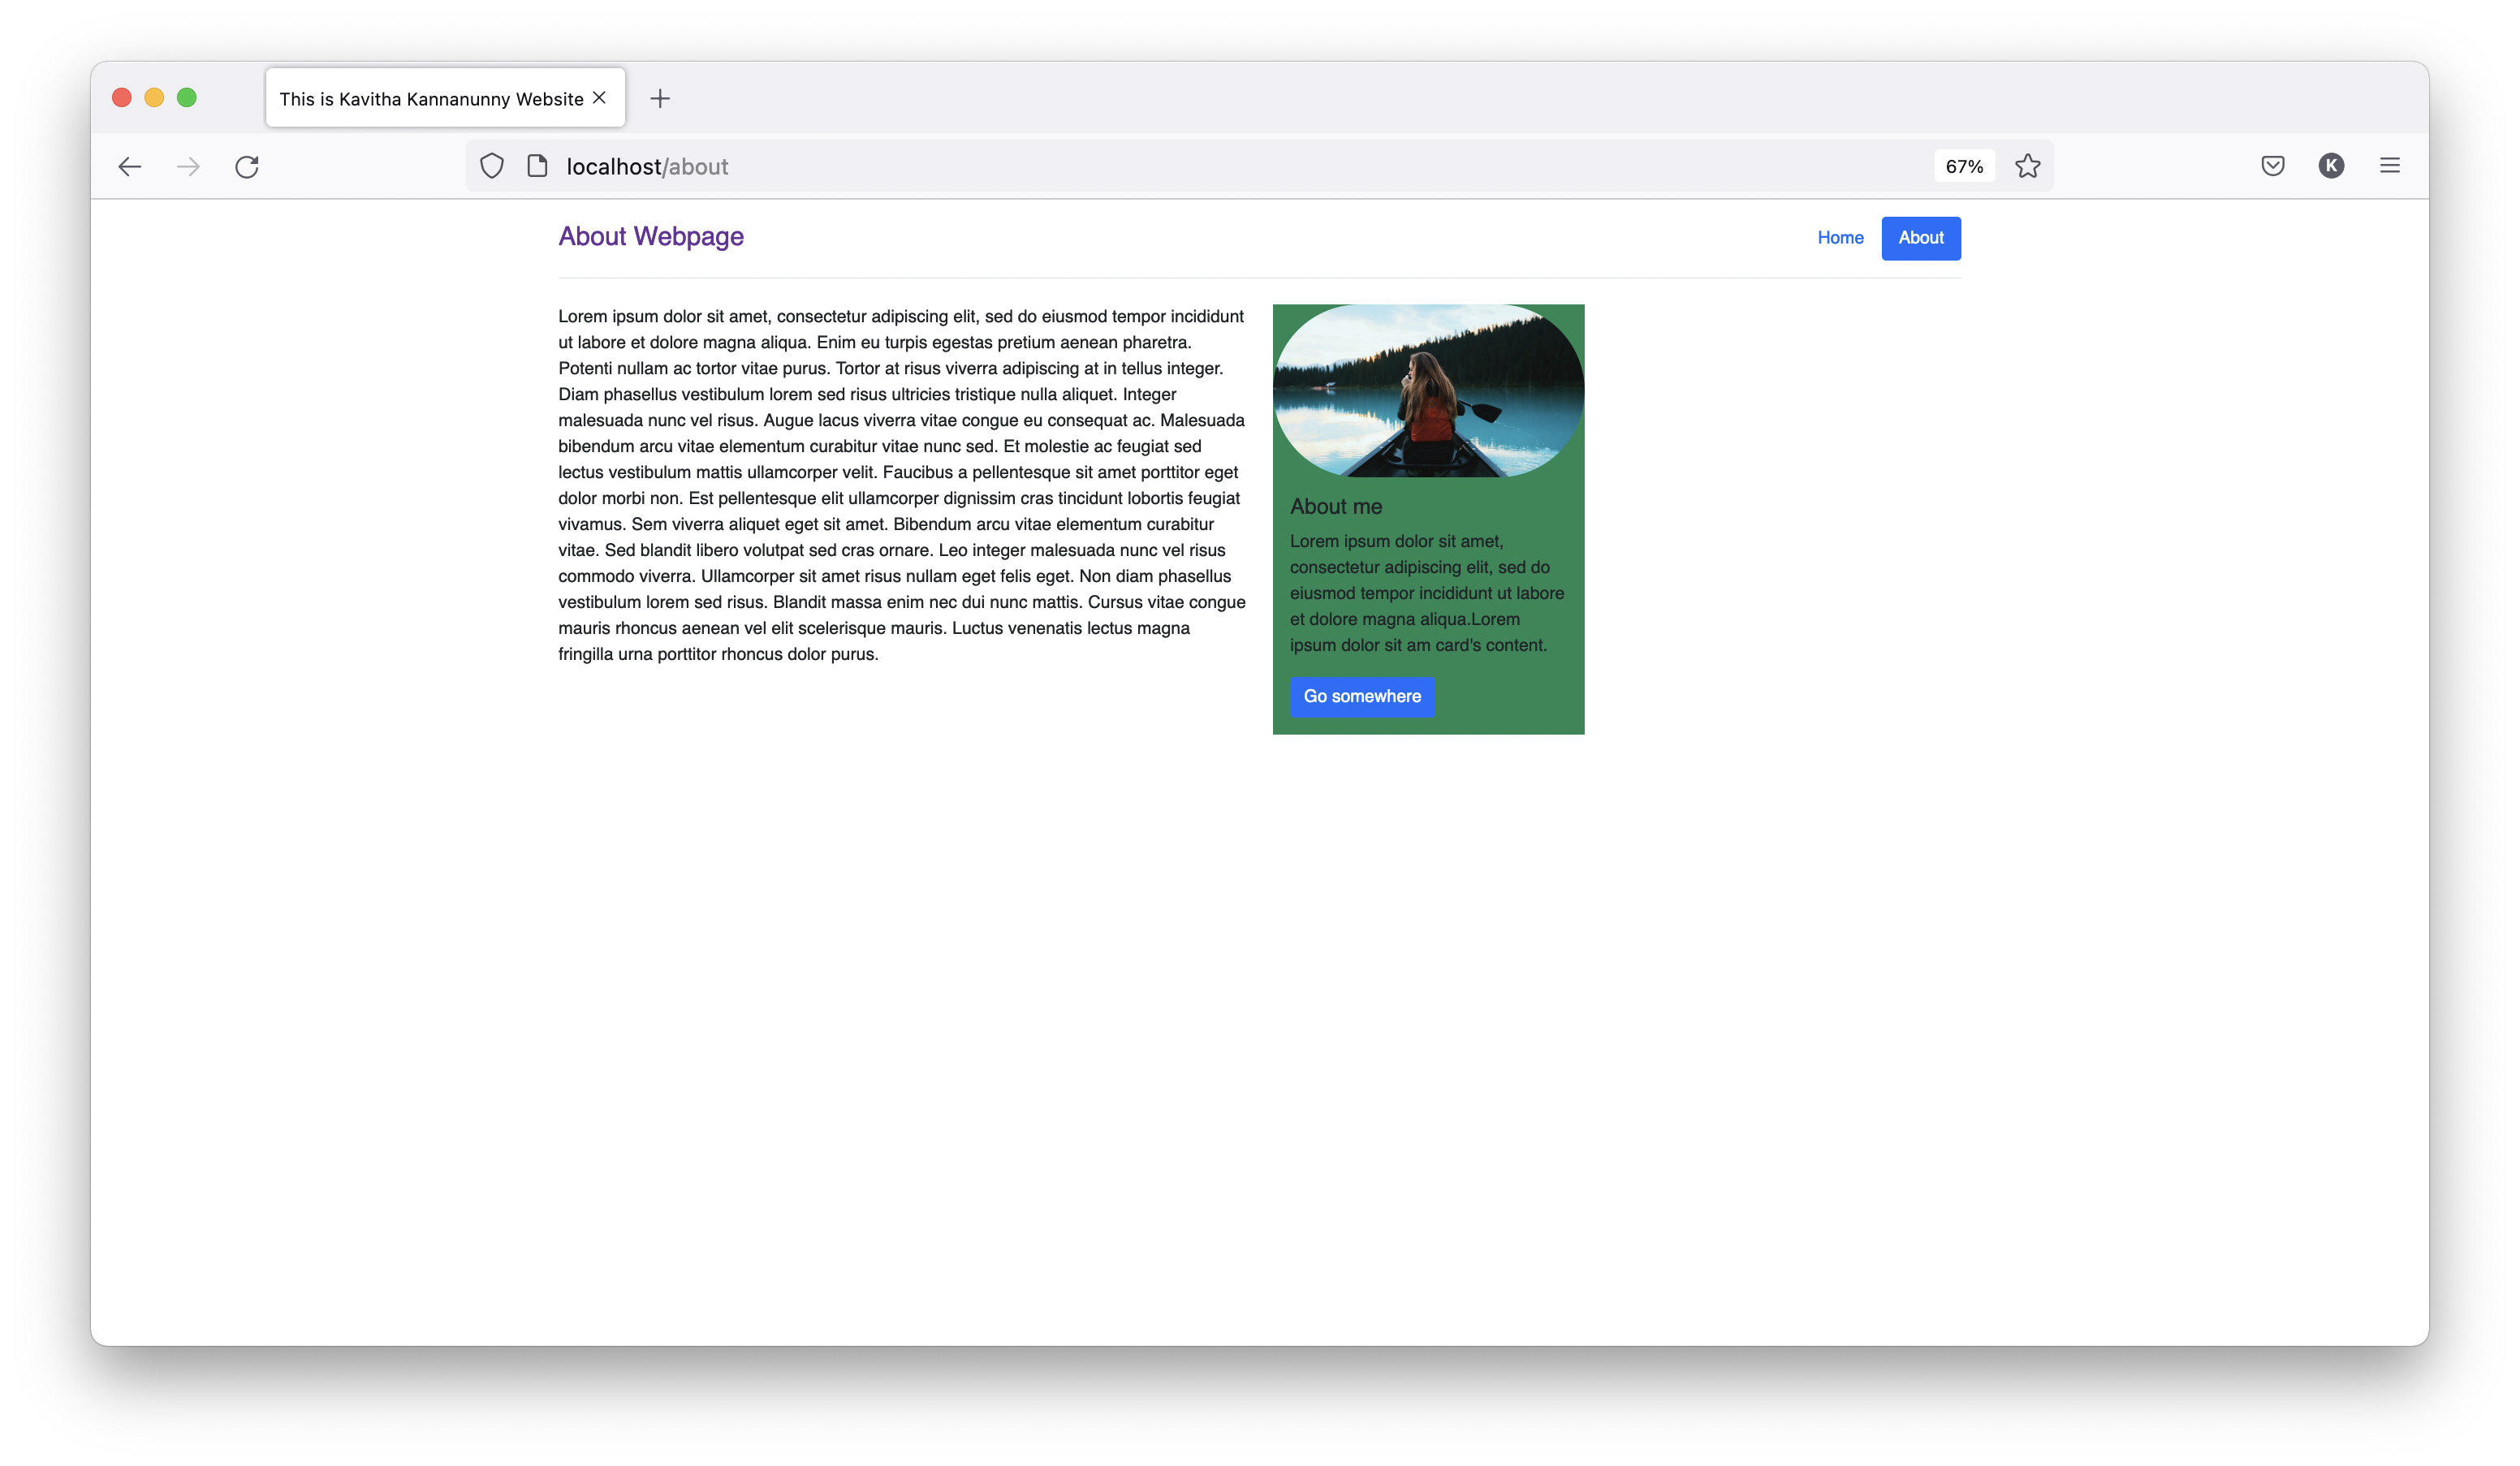 This is Kavitha Kannanunny Website
localhost/about
67%
K
About Webpage
Home
About
Lorem ipsum dolor sit amet, consectetur adipiscing elit, sed do eiusmod tempor incididunt
ut labore et dolore magna aliqua. Enim eu turpis egestas pretium aenean pharetra.
Potenti nullam ac tortor vitae purus. Tortor at risus viverra adipiscing at in tellus integer.
Diam phasellus vestibulum lorem sed risus ultricies tristique nulla aliquet. Integer
malesuada nunc vel risus. Augue lacus viverra vitae congue eu consequat ac. Malesuada
bibendum arcu vitae elementum curabitur vitae nunc sed. Et molestie ac feugiat sed
lectus vestibulum mattis ullamcorper velit. Faucibus a pellentesque sit amet porttitor eget
dolor morbi non. Est pellentesque elit ullamcorper dignissim cras tincidunt lobortis feugiat
vivamus. Sem viverra aliquet eget sit amet. Bibendum arcu vitae elementum curabitur
vitae. Sed blandit libero volutpat sed cras ornare. Leo integer malesuada nunc vel risus
commodo viverra. Ullamcorper sit amet risus nullam eget felis eget. Non diam phasellus
vestibulum lorem sed risus. Blandit massa enim nec dui nunc mattis. Cursus vitae congue
mauris rhoncus aenean vel elit scelerisque mauris. Luctus venenatis lectus magna
fringilla urna porttitor rhoncus dolor purus.
About me
Lorem ipsum dolor sit amet,
consectetur adipiscing elit, sed do
eiusmod tempor incididunt ut labore
et dolore magna aliqua.Lorem
ipsum dolor sit am card's content.
Go somewhere